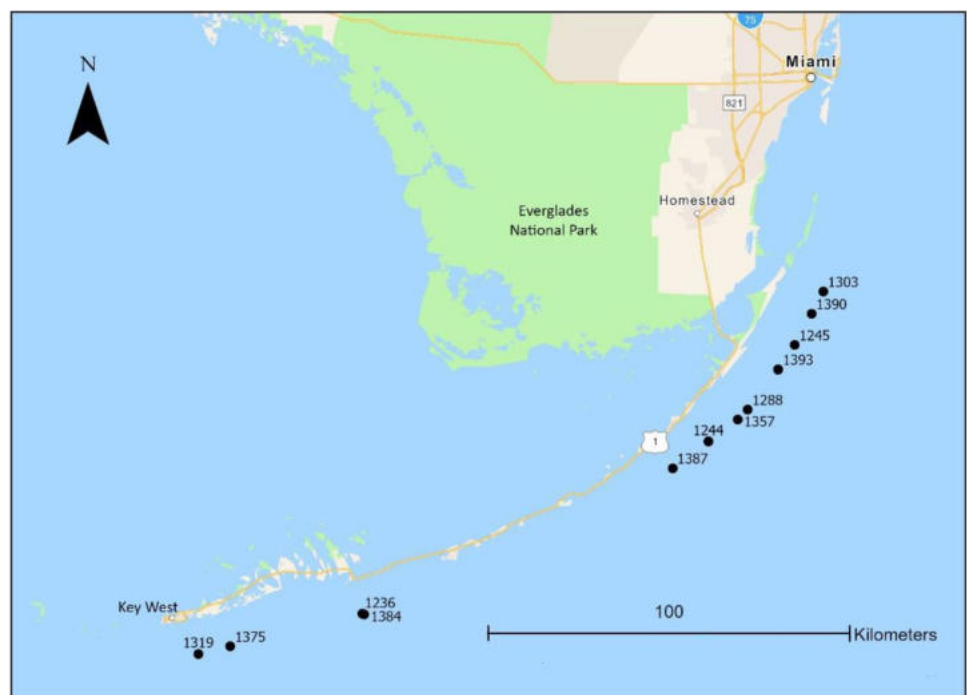 75
Miami
N
821
Homestead
Everglades
National Park
1303
1390
1245
1393
1288
1357
1244
1
1387
Key West
1236
1384
100
Kilometers
1375
1319